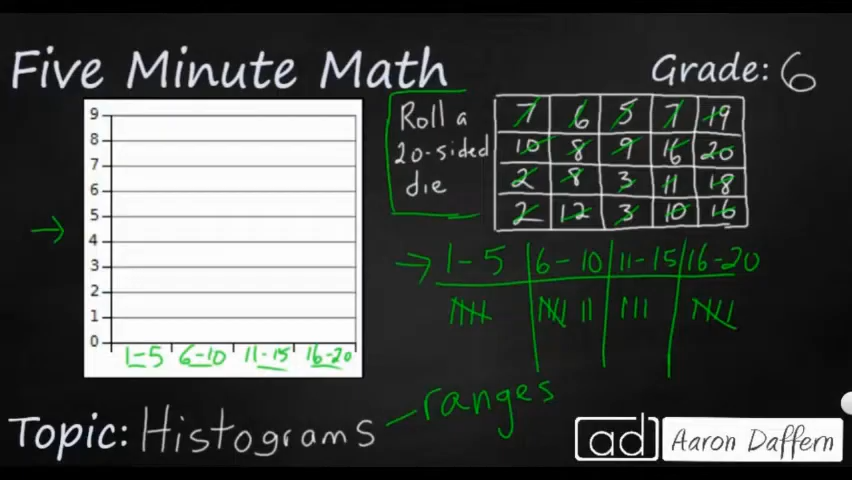 Five Minute Math
Grade: 6
9
8
7
6
5
4
3
2
1
0
1-5 6-10 11-15 16-20
Roll a
20-sided
die
7 6 5 7 19
10 8 9 16 20
2 8 3 11 18
2 12 3 10 16
1-5 6-10 11-15 16-20
ranges
Topic: Histograms
ad Aaron Daffern